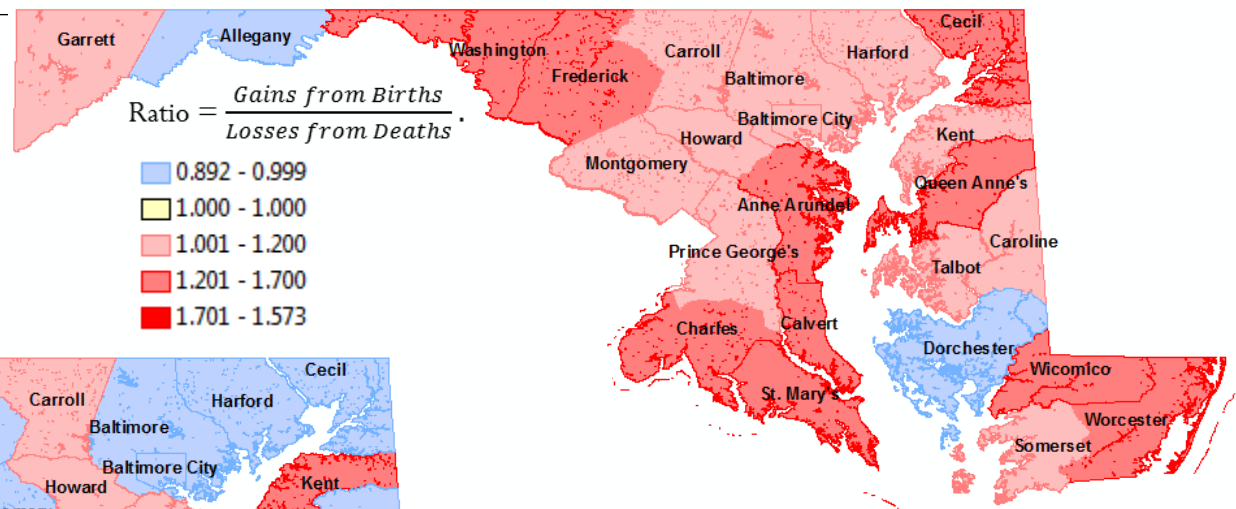 Garrett
Allegany
Washington
Frederick
Carroll
Harford
Cecil
Baltimore
Baltimore City
Howard
Montgomery
Kent
Queen Anne's
Anne Arundel
Prince George's
Caroline
Talbot
Charles
Calvert
St. Mary's
Dorchester
Wicomico
Worcester
Somerset
Ratio = Gains from Births / Losses from Deaths .
0.892 - 0.999
1.000 - 1.000
1.001 - 1.200
1.201 - 1.700
1.701 - 1.573
Cecil
Carroll
Harford
Baltimore
Baltimore City
Howard
Kent